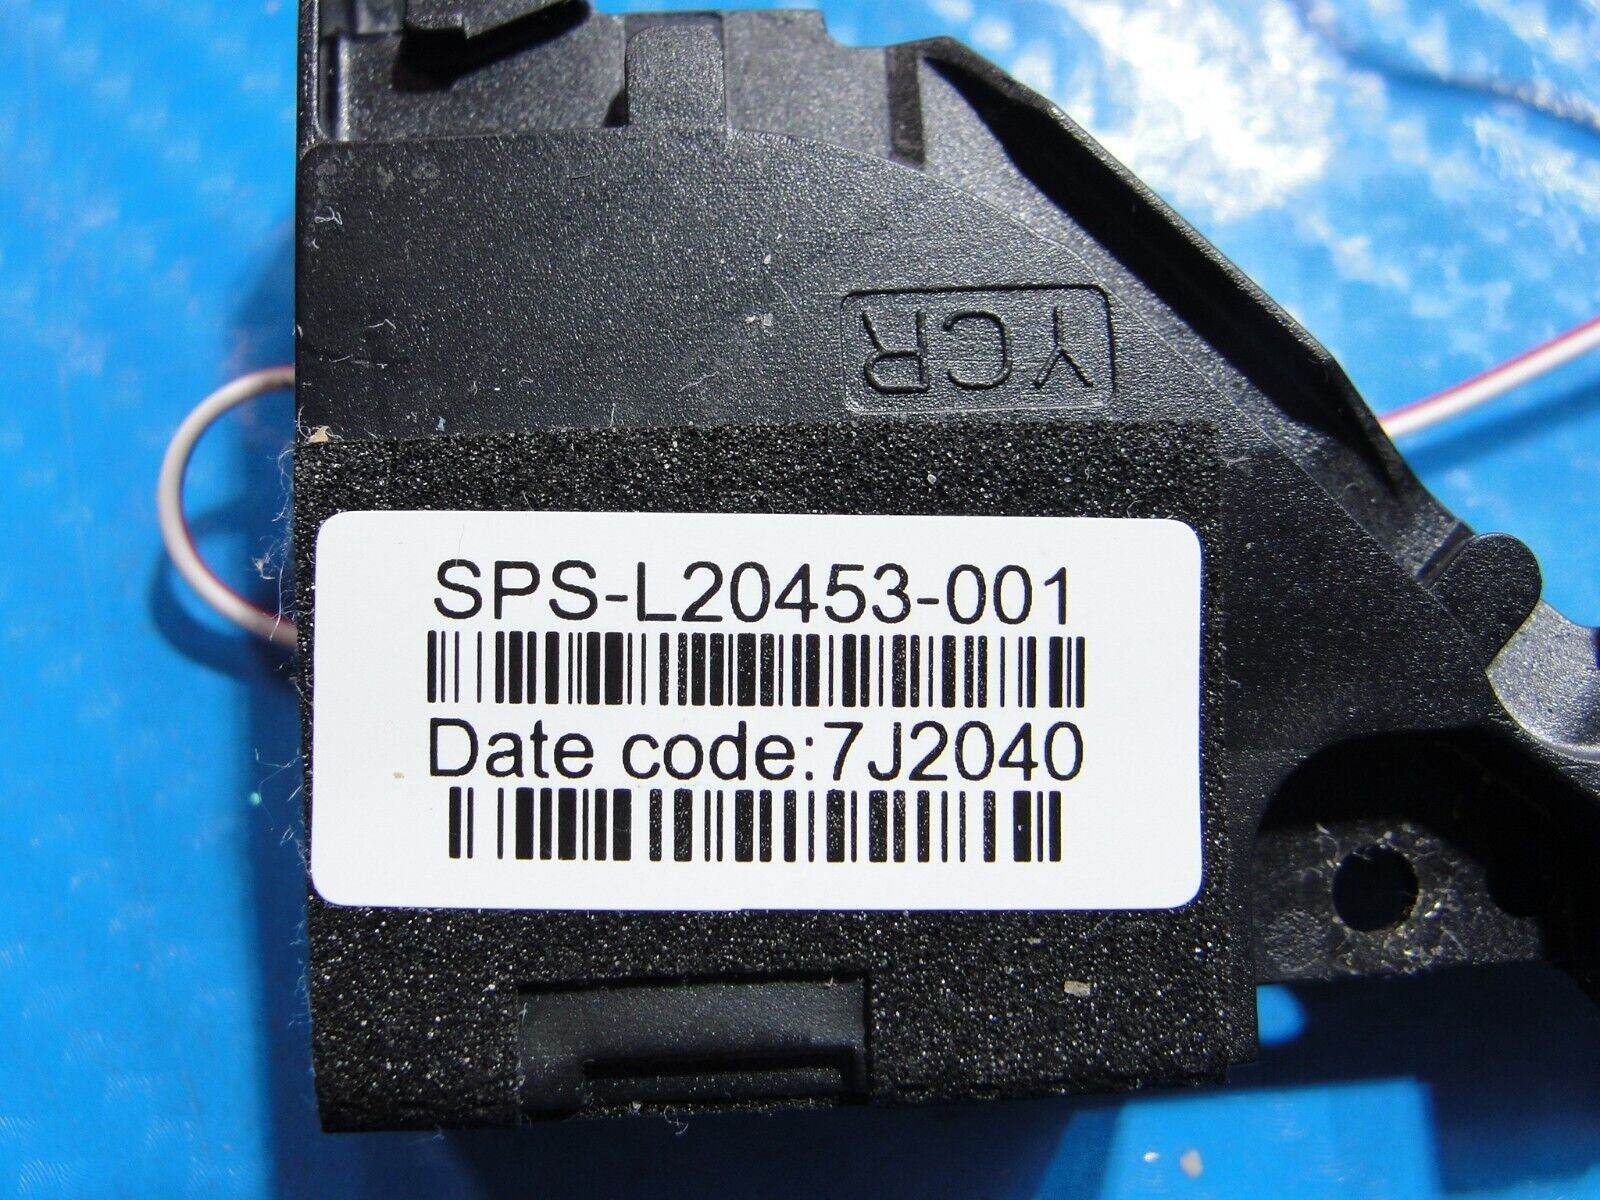 YCR
SPS-L20453-001
Date code:7J2040